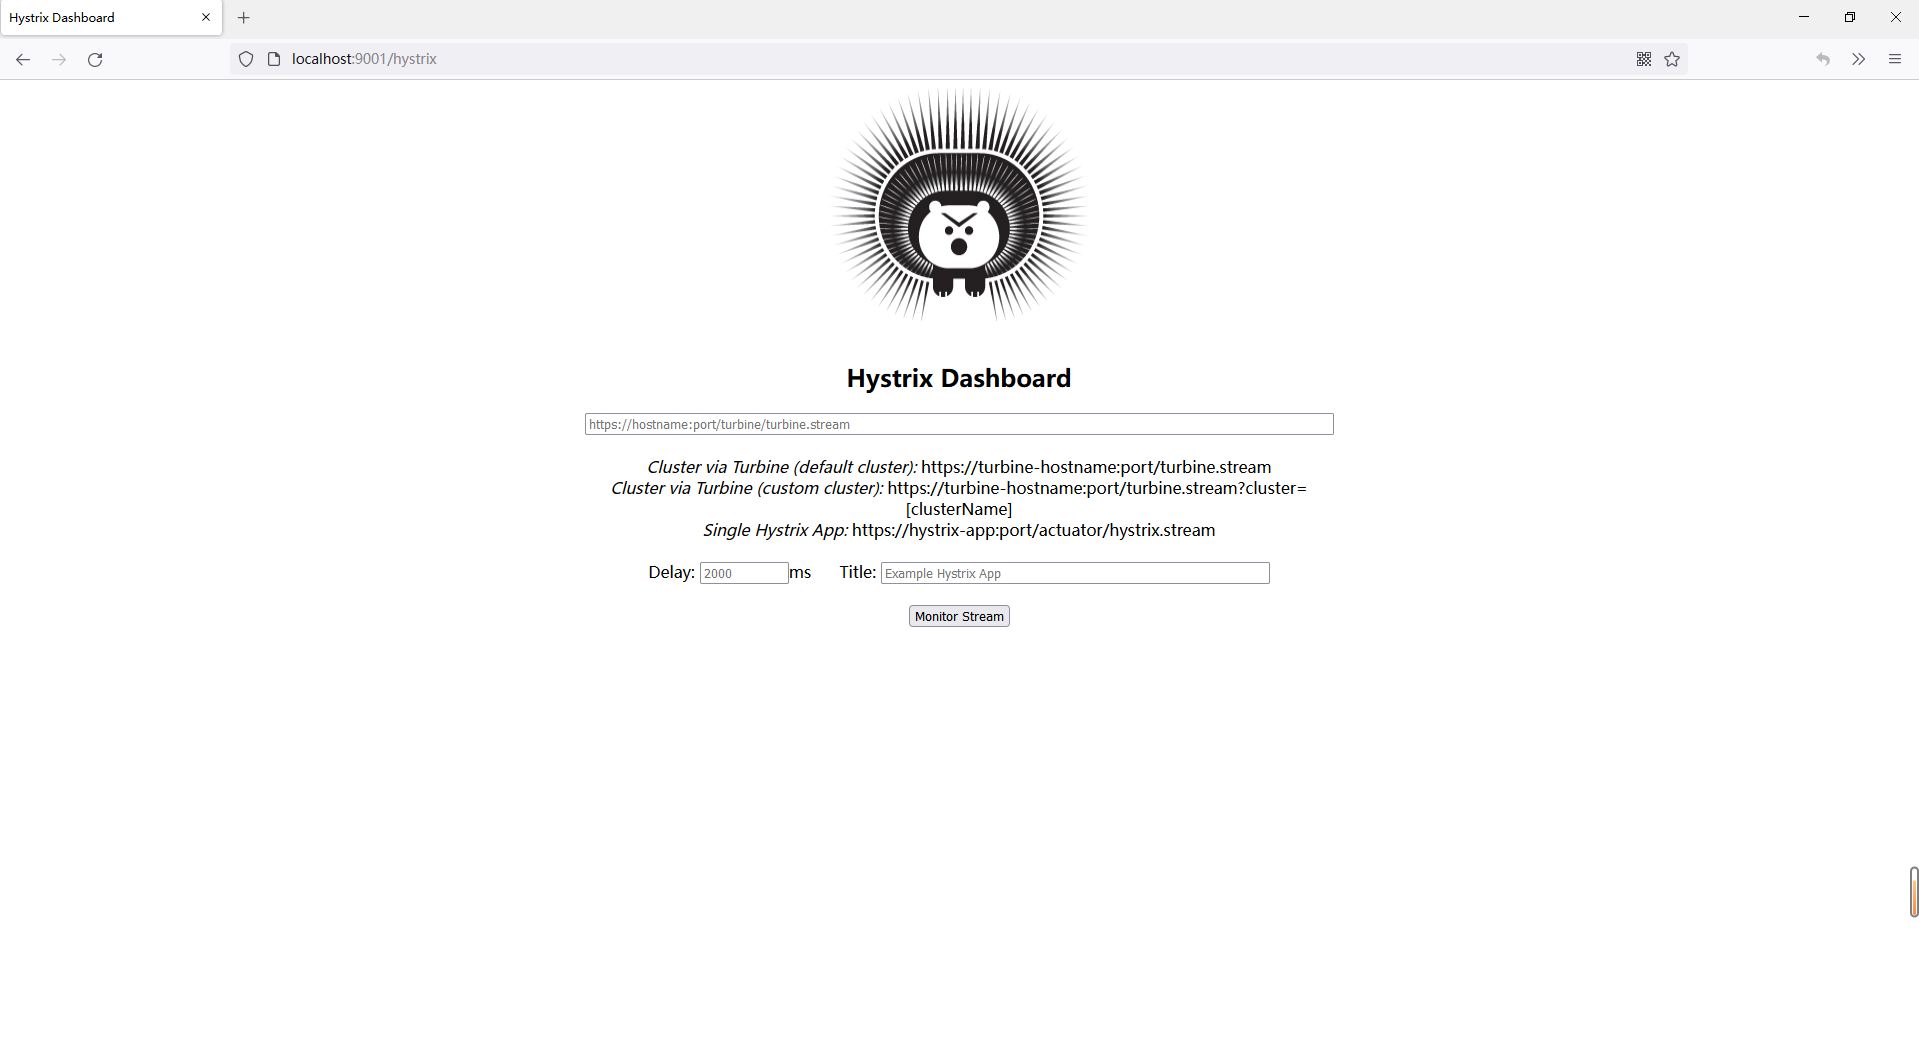 Hystrix Dashboard
localhost:9001/hystrix
Hystrix Dashboard
https://hostname:port/turbine/turbine.stream
Cluster via Turbine (default cluster): https://turbine-hostname:port/turbine.stream
Cluster via Turbine (custom cluster): https://turbine-hostname:port/turbine.stream?cluster=
[clusterName]
Single Hystrix App: https://hystrix-app:port/actuator/hystrix.stream
Delay: 2000 ms Title: Example Hystrix App
Monitor Stream